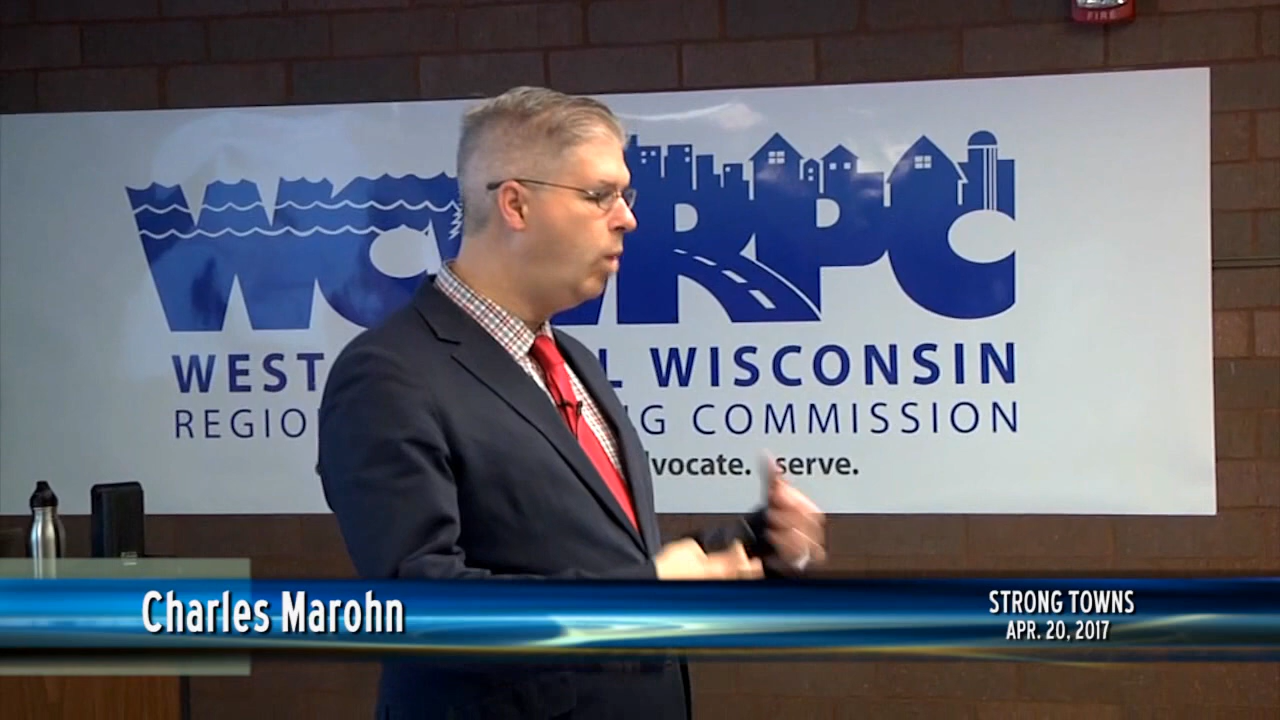 FIRE
WCWRPC
WEST L WISCONSIN
REGIO G COMMISSION
dvocate. serve.
Charles Marohn
STRONG TOWNS
APR. 20, 2017